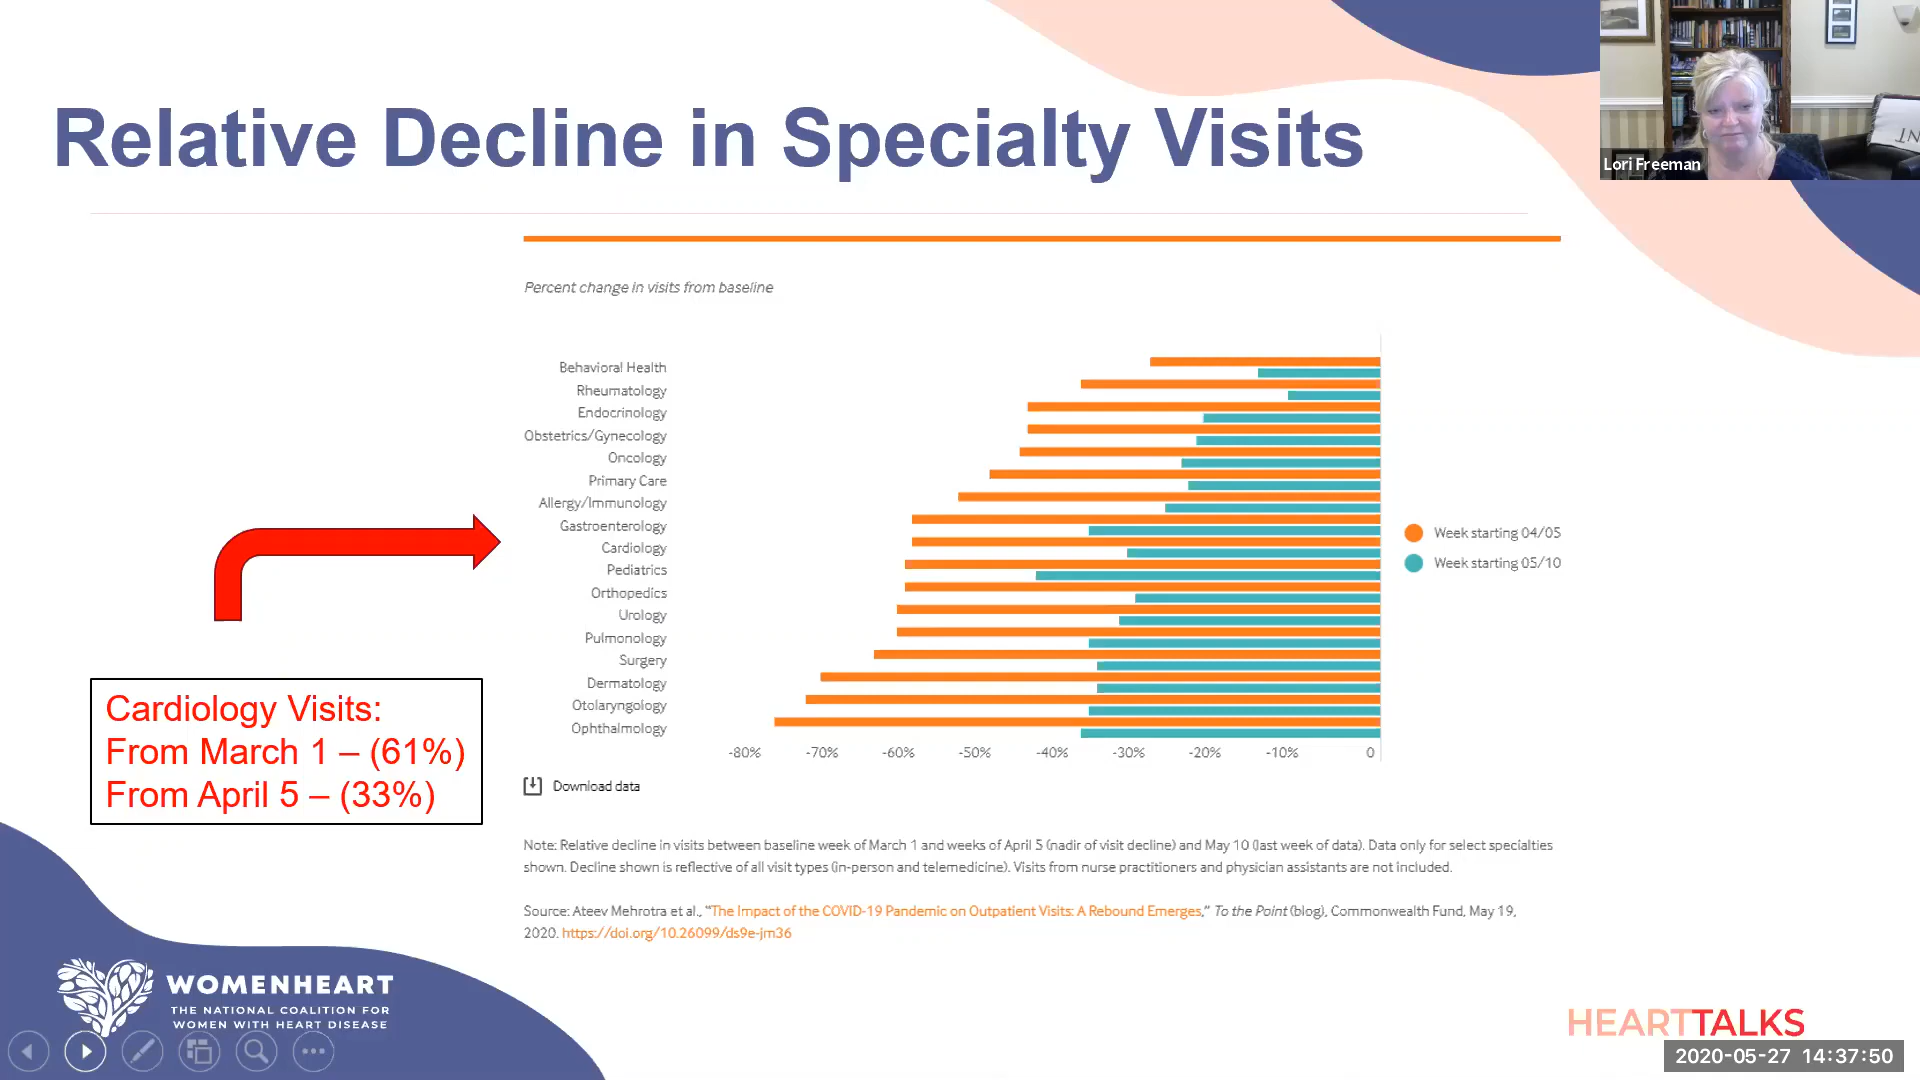 Relative Decline in Specialty Visits
Lori Freeman
Percent change in visits from baseline
Behavioral Health
Rheumatology
Endocrinology
Obstetrics/Gynecology
Oncology
Primary Care
Allergy/Immunology
Gastroenterology
Cardiology
Pediatrics
Orthopedics
Urology
Pulmonology
Surgery
Dermatology
Otolaryngology
Ophthalmology
-80% -70% -60% -50% -40% -30% -20% -10% 0
Week starting 04/05
Week starting 05/10
Cardiology Visits:
From March 1 – (61%)
From April 5 – (33%)
Download data
Note: Relative decline in visits between baseline week of March 1 and weeks of April 5 (nadir of visit decline) and May 10 (last week of data). Data only for select specialties
shown. Decline shown is reflective of all visit types (in-person and telemedicine). Visits from nurse practitioners and physician assistants are not included.
Source: Ateev Mehrotra et al., “The Impact of the COVID-19 Pandemic on Outpatient Visits: A Rebound Emerges,” To the Point (blog), Commonwealth Fund, May 19,
2020. https://doi.org/10.26099/ds9e-jm36
WOMENHEART
THE NATIONAL COALITION FOR
WOMEN WITH HEART DISEASE
HEARTTALKS
2020-05-27 14:37:50